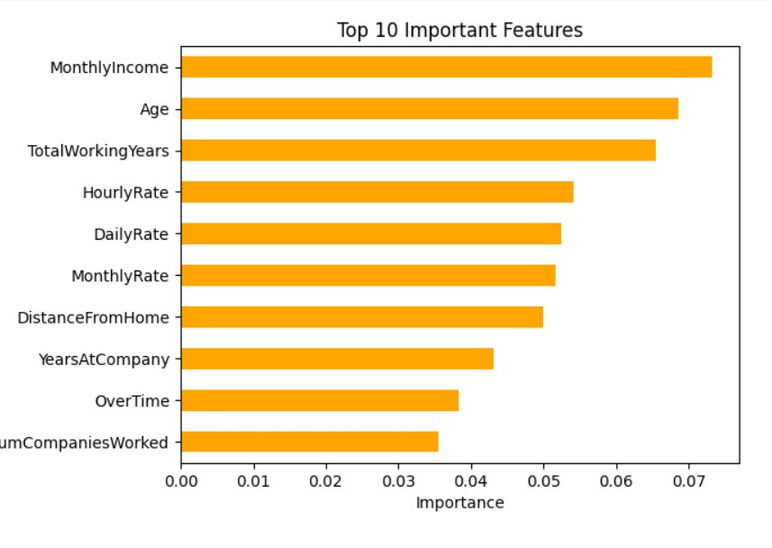 Top 10 Important Features
MonthlyIncome
Age
TotalWorkingYears
HourlyRate
DailyRate
MonthlyRate
DistanceFromHome
YearsAtCompany
OverTime
umCompaniesWorked
0.00 0.01 0.02 0.03 0.04 0.05 0.06 0.07
Importance